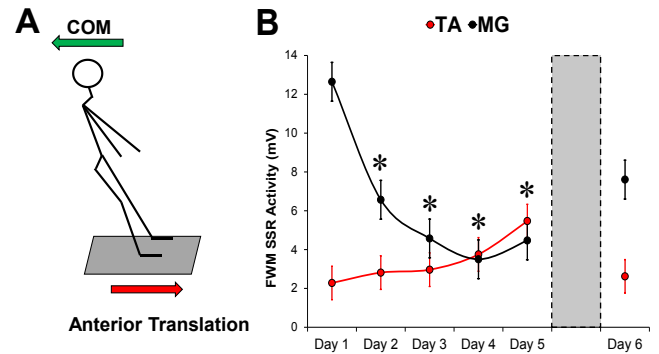 A
COM
Anterior Translation
B
TA MG
FWM SSR Activity (mV)
14
12
10
8
6
4
2
0
* * * *
Day 1 Day 2 Day 3 Day 4 Day 5 Day 6